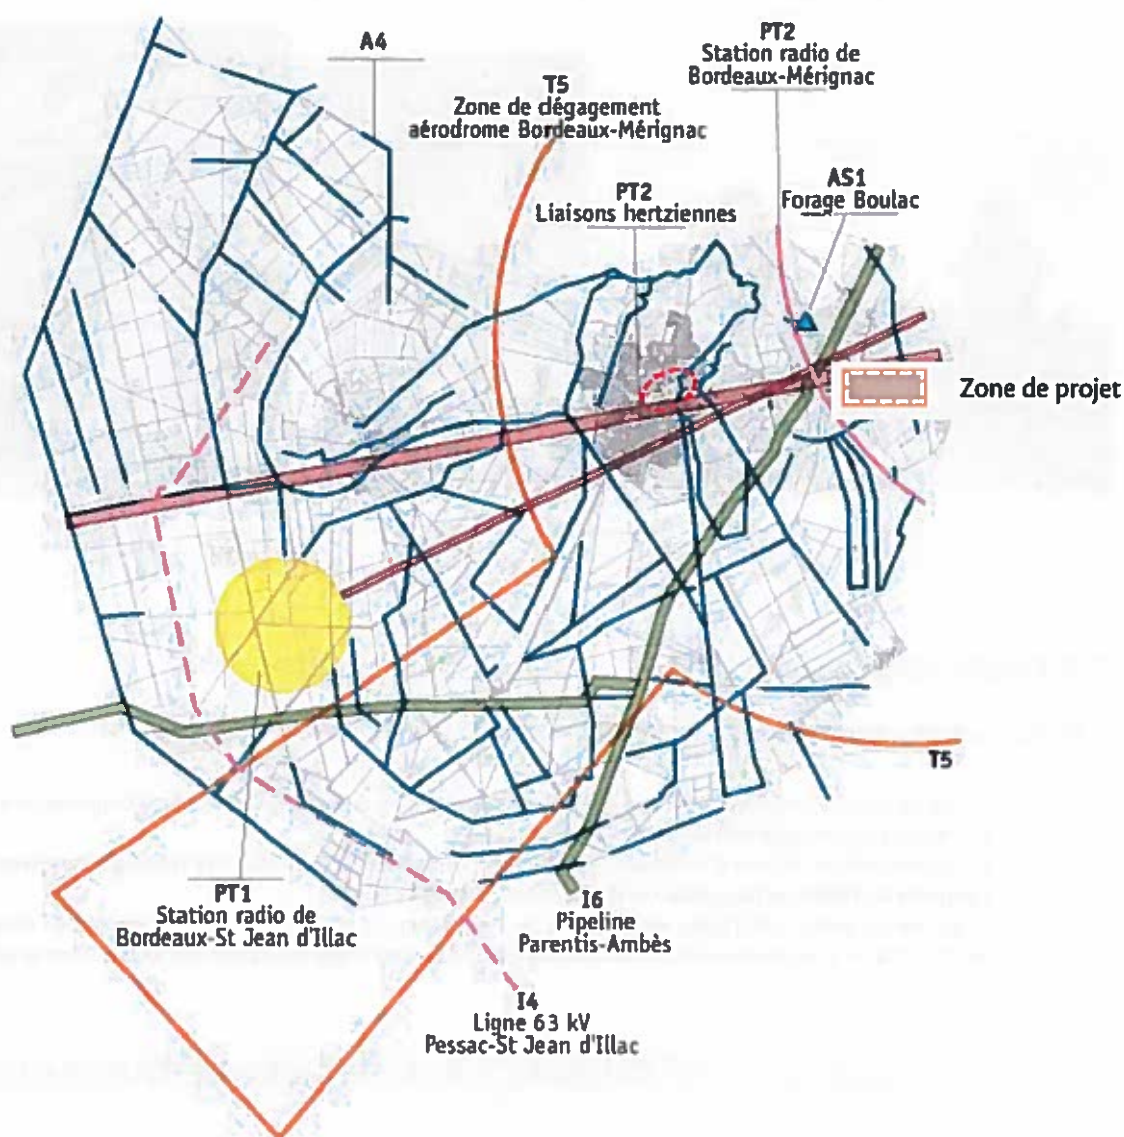 A4
PT2
Station radio de
Bordeaux-Mérignac
T5
Zone de dégagement
aérodrome Bordeaux-Mérignac
PT2
Liaisons hertziennes
AS1
Forage Boulac
Zone de projet
T5
PT1
Station radio de
Bordeaux-St Jean d'Illac
I6
Pipeline
Parentis-Ambès
I4
Ligne 63 kV
Pessac-St Jean d'Illac